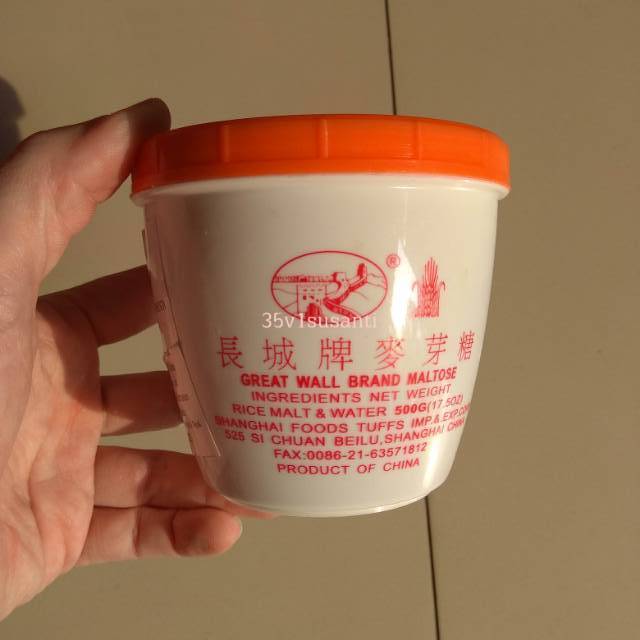 ®
35v1susanti
長城牌麥芽糖
GREAT WALL BRAND MALTOSE
INGREDIENTS NET WEIGHT
RICE MALT & WATER 500G(17.5OZ)
SHANGHAI FOODS TUFFS IMP.& EXP.CO
525 SI CHUAN BEILU,SHANGHAI CHINA
FAX:0086-21-63571812
PRODUCT OF CHINA